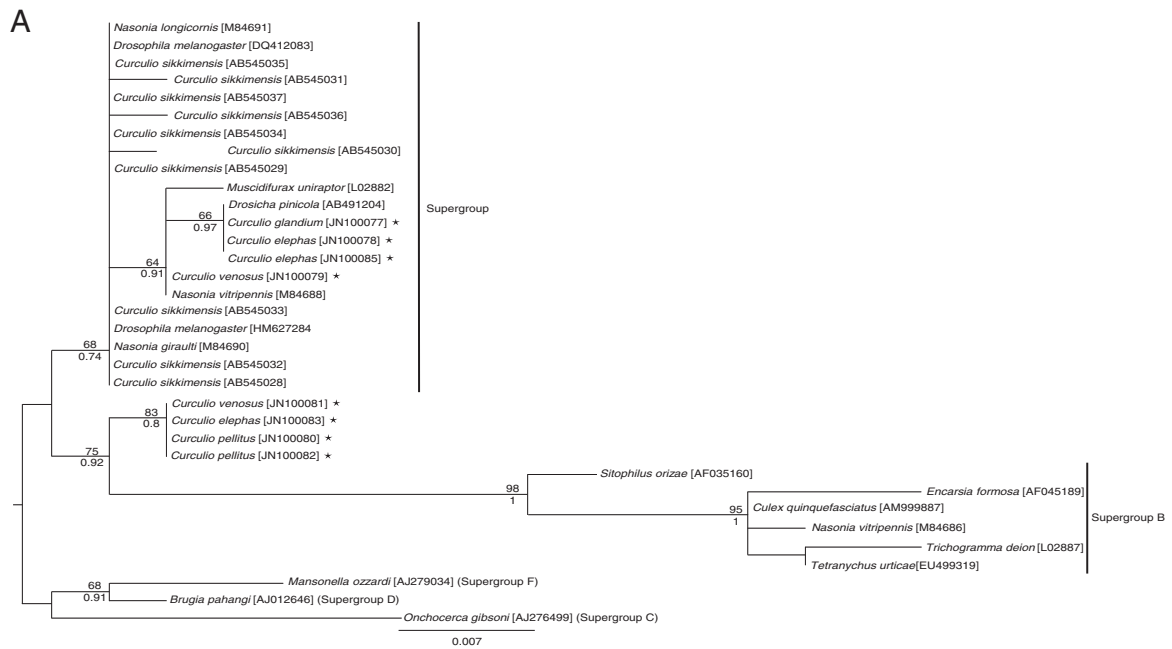 A
Nasonia longicornis [M84691]
Drosophila melanogaster [DQ412083]
Curculio sikkimensis [AB545035]
Curculio sikkimensis [AB545031]
Curculio sikkimensis [AB545037]
Curculio sikkimensis [AB545036]
Curculio sikkimensis [AB545034]
Curculio sikkimensis [AB545030]
Curculio sikkimensis [AB545029]
Muscidifurax uniraptor [L02882]
Drosicha pinicola [AB491204]
66
0.97
Curculio glandium [JN100077] ★
Curculio elephas [JN100078] ★
Curculio elephas [JN100085] ★
64
0.91
Curculio venosus [JN100079] ★
Nasonia vitripennis [M84688]
Curculio sikkimensis [AB545033]
Drosophila melanogaster [HM627284
68
0.74
Nasonia giraulti [M84690]
Curculio sikkimensis [AB545032]
Curculio sikkimensis [AB545028]
Supergroup
Curculio venosus [JN100081] ★
83
0.8
Curculio elephas [JN100083] ★
Curculio pellitus [JN100080] ★
75
0.92
Curculio pellitus [JN100082] ★
Sitophilus orizae [AF035160]
98
1
Encarsia formosa [AF045189]
95
1
Culex quinquefasciatus [AM999887]
Nasonia vitripennis [M84686]
Trichogramma deion [L02887]
Tetranychus urticae[EU499319]
Supergroup B
68
0.91
Mansonella ozzardi [AJ279034] (Supergroup F)
Brugia pahangi [AJ012646] (Supergroup D)
Onchocerca gibsoni [AJ276499] (Supergroup C)
0.007